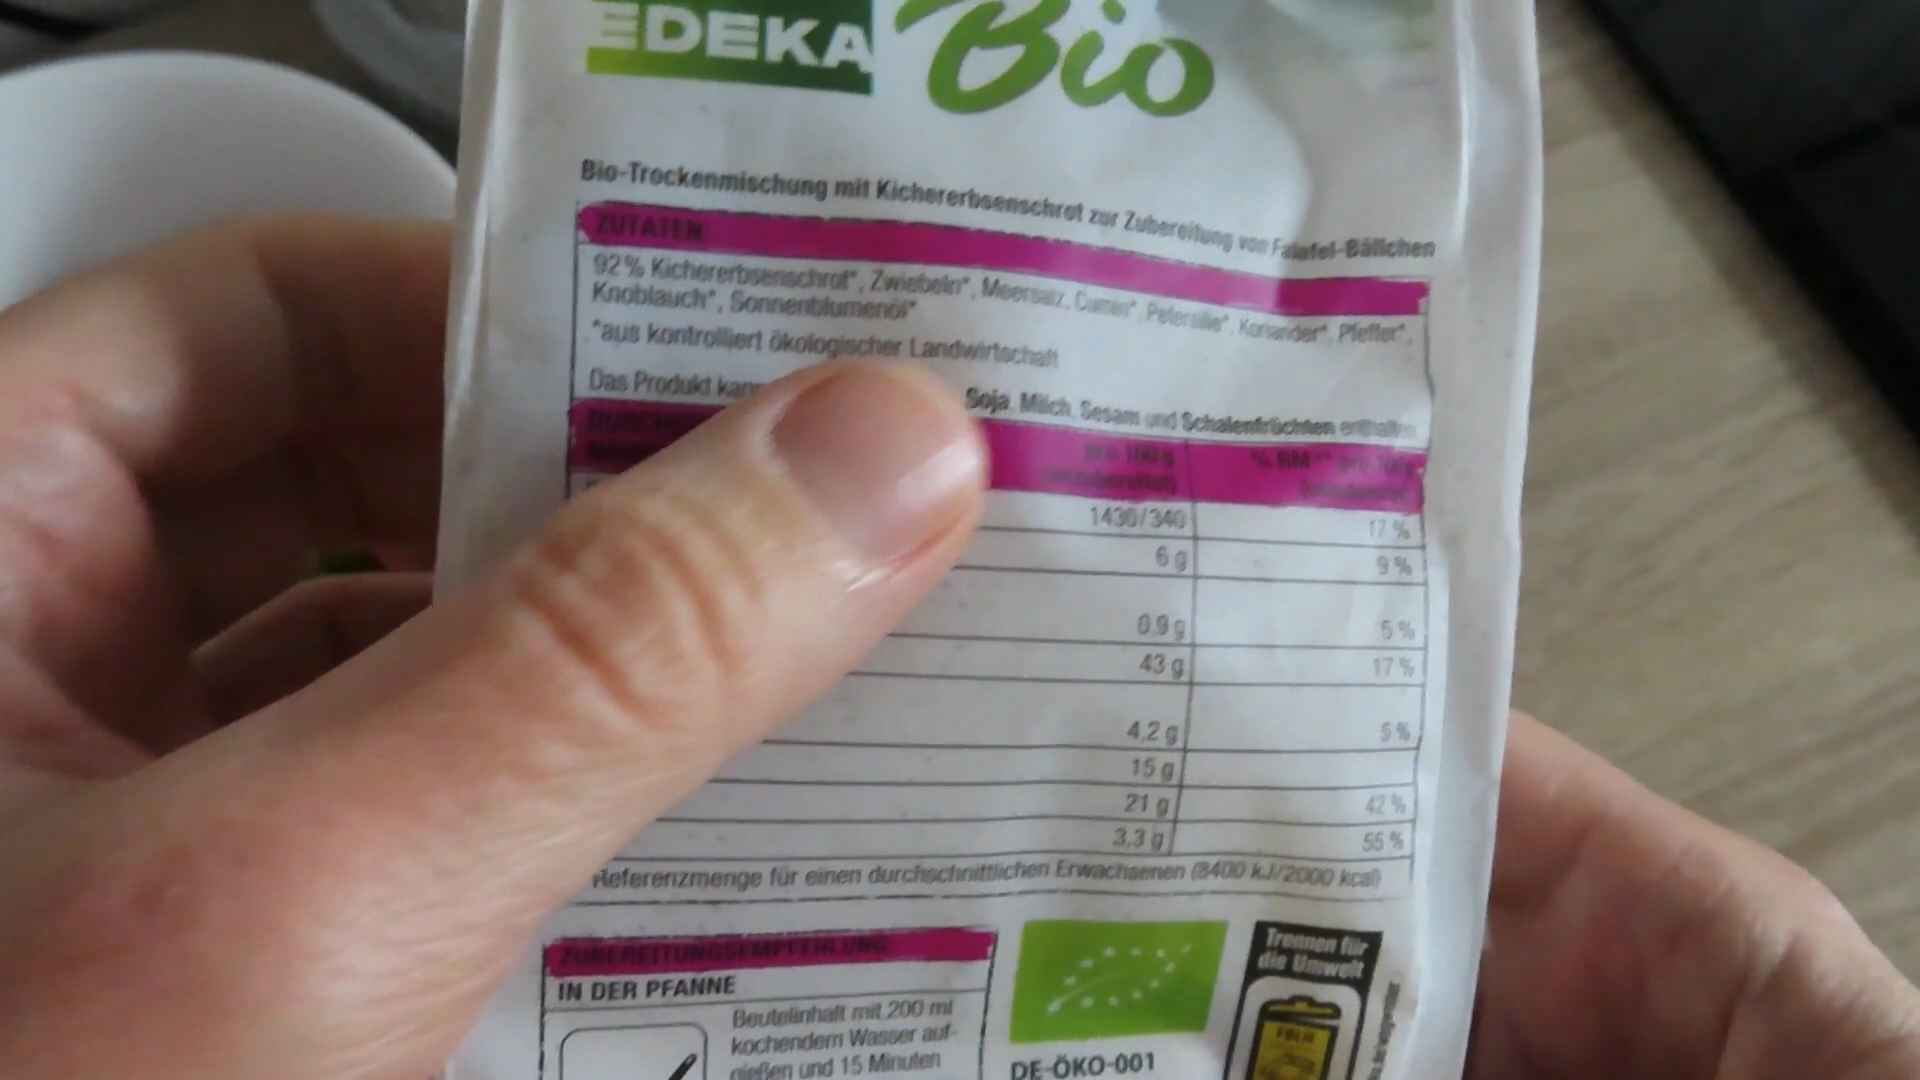 EDEKA Bio
Bio-Trockenmischung mit Kichererbsenschrot zur Zubereitung von Falafel-Bällchen
ZUTATEN
92% Kichererbsenschrot*, Zwiebeln*, Meersalz, Cumin*, Petersilie*, Koriander*, Pfeffer*,
Knoblauch*, Sonnenblumenöl*
*aus kontrolliert ökologischer Landwirtschaft
Das Produkt kann Soja, Milch, Sesam und Schalenfrüchten enthalten
pro 100 g % RM** pro 100g
1430/340 17 %
6 g 9 %
0,9 g 5 %
43 g 17 %
4,2 g 5 %
15 g
21 g 42 %
3,3 g 55 %
Referenzmenge für einen durchschnittlichen Erwachsenen (8400 kJ/2000 kcal)
ZUBEREITUNGSEMPFEHLUNG
IN DER PFANNE
Beutelinhalt mit 200 ml
kochendem Wasser auf-
gießen und 15 Minuten
DE-ÖKO-001
Trennen für
die Umwelt
FOLIE